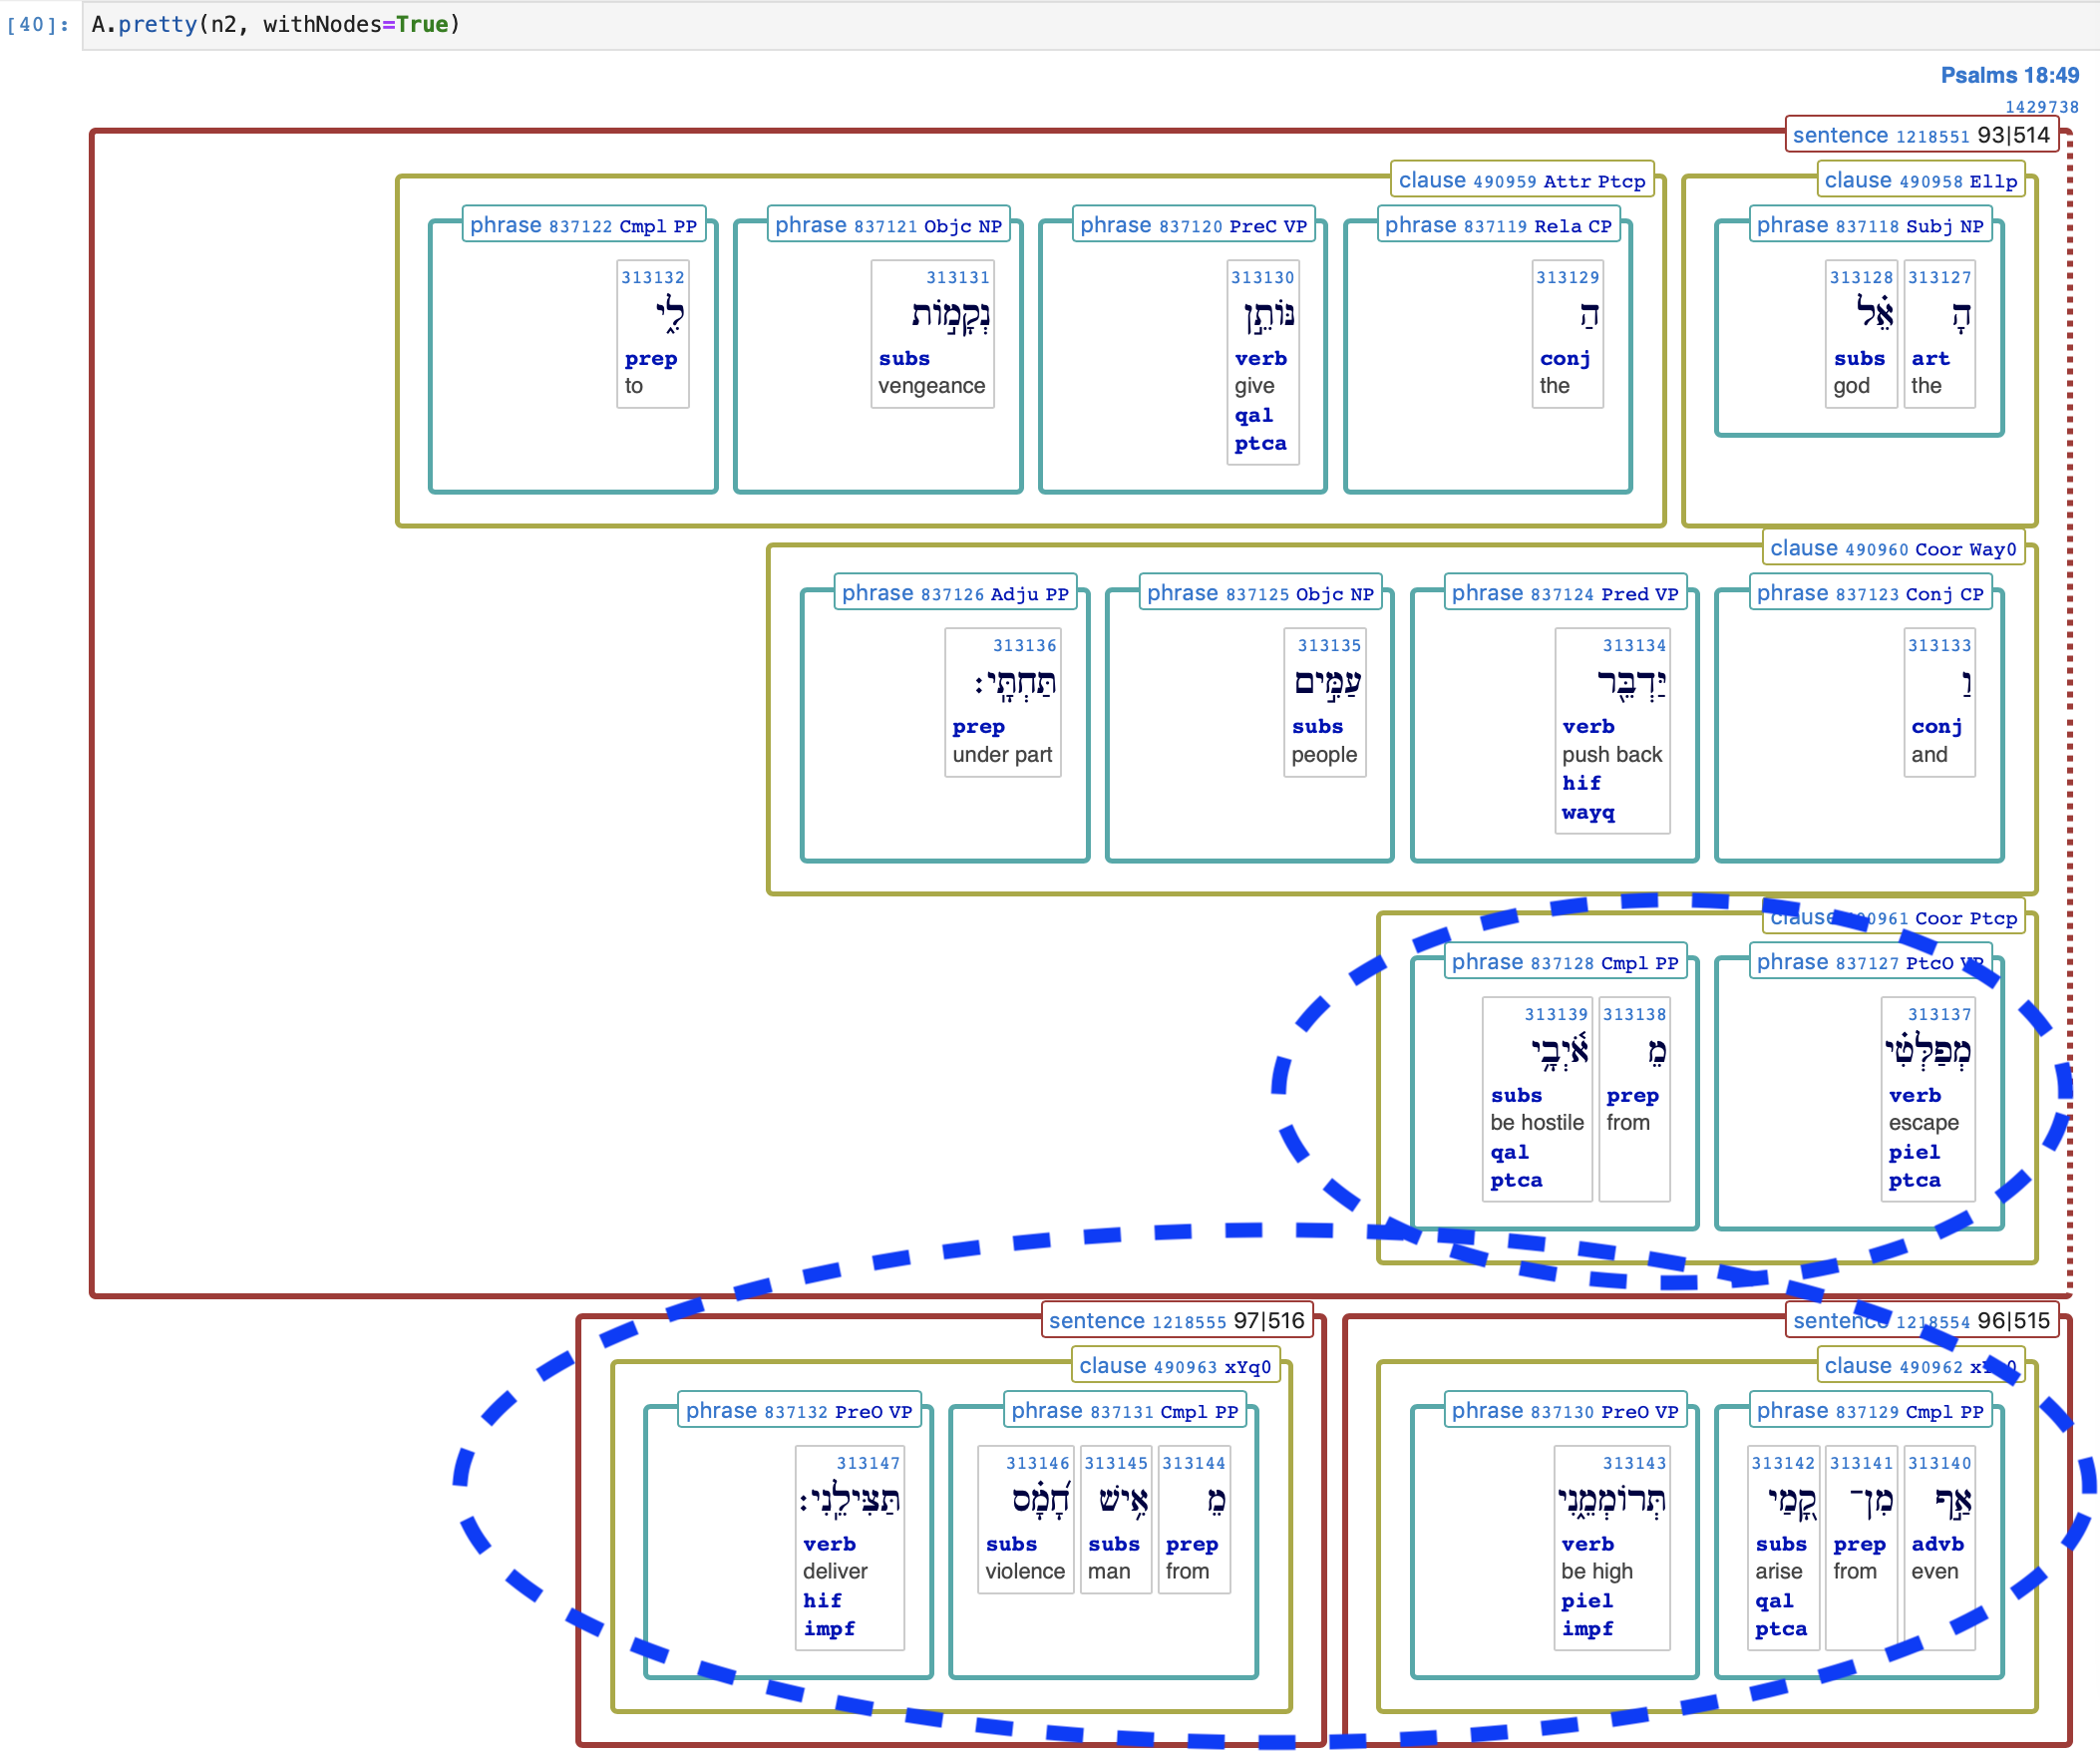 [40]: A.pretty(n2, withNodes=True)
Psalms 18:49
1429738
sentence 1218551 93|514
clause 490958 Ellp
phrase 837118 Subj NP
313127
הָ
art
the
313128
אֵ֗ל
subs
god
clause 490959 Attr Ptcp
phrase 837119 Rela CP
313129
הַ
conj
the
phrase 837120 PreC VP
313130
נּוֹתֵ֣ן
verb
give
qal
ptca
phrase 837121 Objc NP
313131
נְקָמ֣וֹת
subs
vengeance
phrase 837122 Cmpl PP
313132
לִ֑י
prep
to
clause 490960 Coor Way0
phrase 837123 Conj CP
313133
וַ
conj
and
phrase 837124 Pred VP
313134
יַּדְבֵּ֖ר
verb
push back
hif
wayq
phrase 837125 Objc NP
313135
עַמִּ֣ים
subs
people
phrase 837126 Adju PP
313136
תַּחְתָּֽי׃
prep
under part
clause Coor Ptcp
phrase 837127 PtcO VP
313137
מְפַלְּטִ֗י
verb
escape
piel
ptca
phrase 837128 Cmpl PP
313138
מֵ
prep
from
313139
אֹ֫יְבָ֥י
subs
be hostile
qal
ptca
sentence 1218554 96|515
clause 490962
phrase 837129 Cmpl PP
313140
אַ֣ף
advb
even
313141
מִן־
prep
from
313142
קָ֭מַי
subs
arise
qal
ptca
phrase 837130 PreO VP
313143
תְּרוֹמְמֵ֑נִי
verb
be high
piel
impf
sentence 1218555 97|516
clause 490963 xYq0
phrase 837131 Cmpl PP
313144
מֵ
prep
from
313145
אִ֥ישׁ
subs
man
313146
חָ֝מָ֗ס
subs
violence
phrase 837132 PreO VP
313147
תַּצִּילֵֽנִי׃
verb
deliver
hif
impf